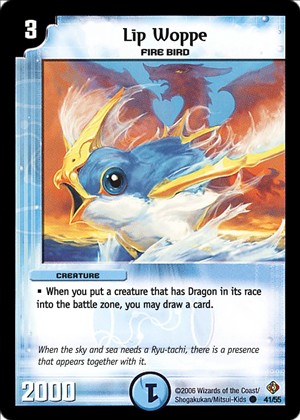 3
Lip Woppe
FIRE BIRD
CREATURE
▪ When you put a creature that has Dragon in its race
into the battle zone, you may draw a card.
When the sky and sea needs a Ryu-tachi, there is a presence
that appears together with it.
2000
©2006 Wizards of the Coast/
Shogakukan/Mitsui-Kids ● 41/55